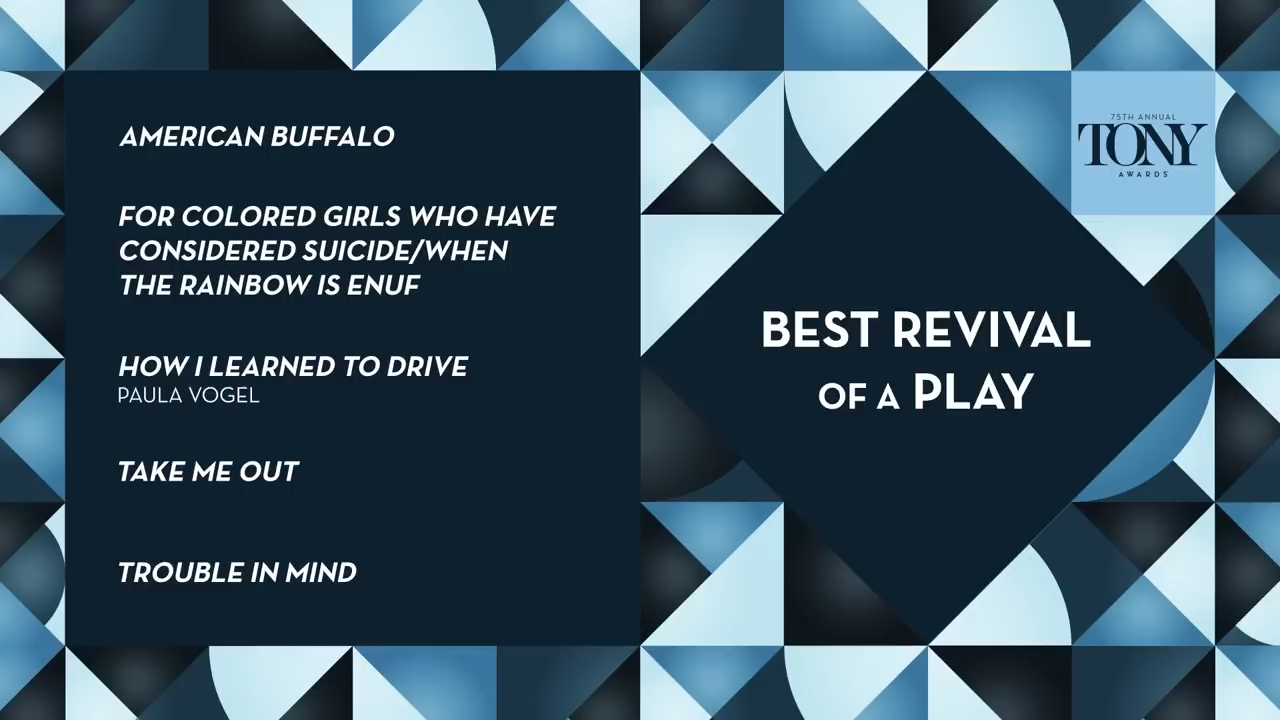 AMERICAN BUFFALO
FOR COLORED GIRLS WHO HAVE
CONSIDERED SUICIDE/WHEN
THE RAINBOW IS ENUF
HOW I LEARNED TO DRIVE
PAULA VOGEL
TAKE ME OUT
TROUBLE IN MIND
BEST REVIVAL
OF A PLAY
75TH ANNUAL
TONY
AWARDS